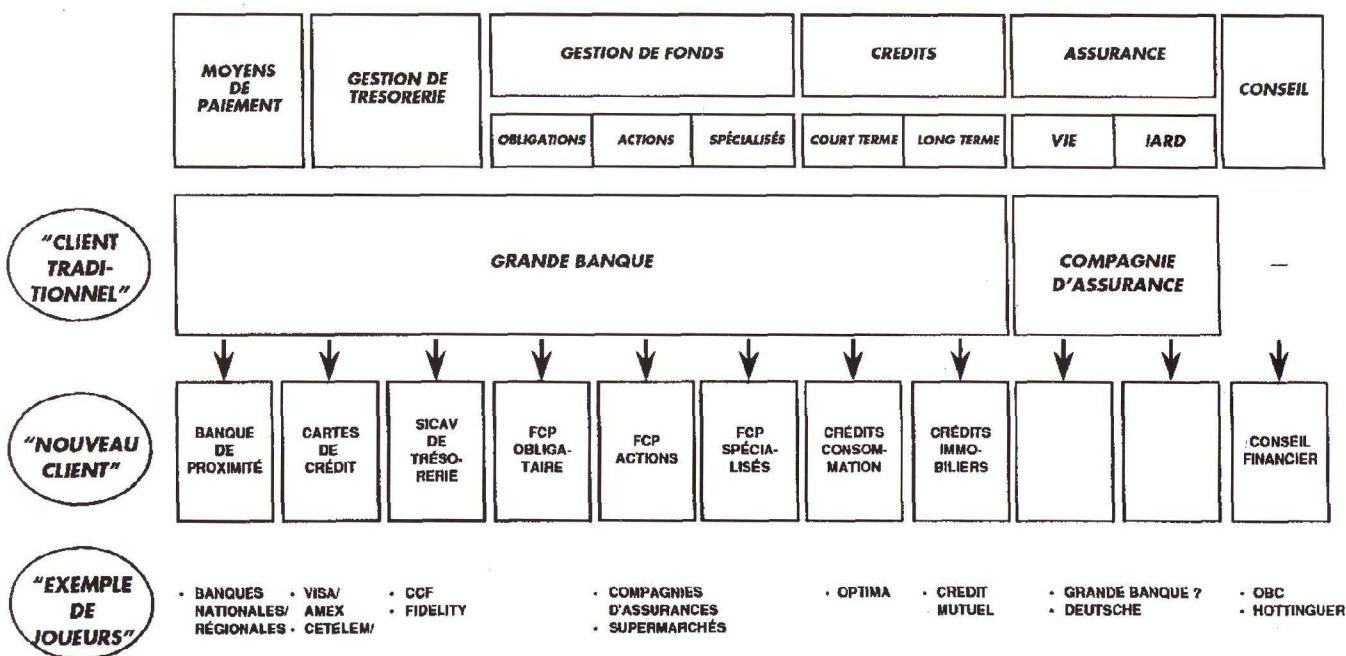 MOYENS
DE
PAIEMENT
GESTION DE
TRESORERIE
GESTION DE FONDS
CREDITS
ASSURANCE
CONSEIL
OBLIGATIONS
ACTIONS
SPÉCIALISÉS
COURT TERME
LONG TERME
VIE
IARD
"CLIENT
TRADI-
TIONNEL"
GRANDE BANQUE
COMPAGNIE
D'ASSURANCE
—
"NOUVEAU
CLIENT"
BANQUE
DE
PROXIMITÉ
CARTES
DE
CRÉDIT
SICAV
DE
TRÉSO-
RERIE
FCP
OBLIGA-
TAIRE
FCP
ACTIONS
FCP
SPÉCIA-
LISÉS
CRÉDITS
CONSOM-
MATION
CRÉDITS
IMMO-
BILIERS
CONSEIL
FINANCIER
"EXEMPLE
DE
JOUEURS"
• BANQUES
NATIONALES/
RÉGIONALES
• VISA/
AMEX
• CETELEM/
• CCF
• FIDELITY
• COMPAGNIES
D'ASSURANCES
• SUPERMARCHÉS
• OPTIMA
• CREDIT
MUTUEL
• GRANDE BANQUE ?
• DEUTSCHE
• OBC
• HOTTINGUER